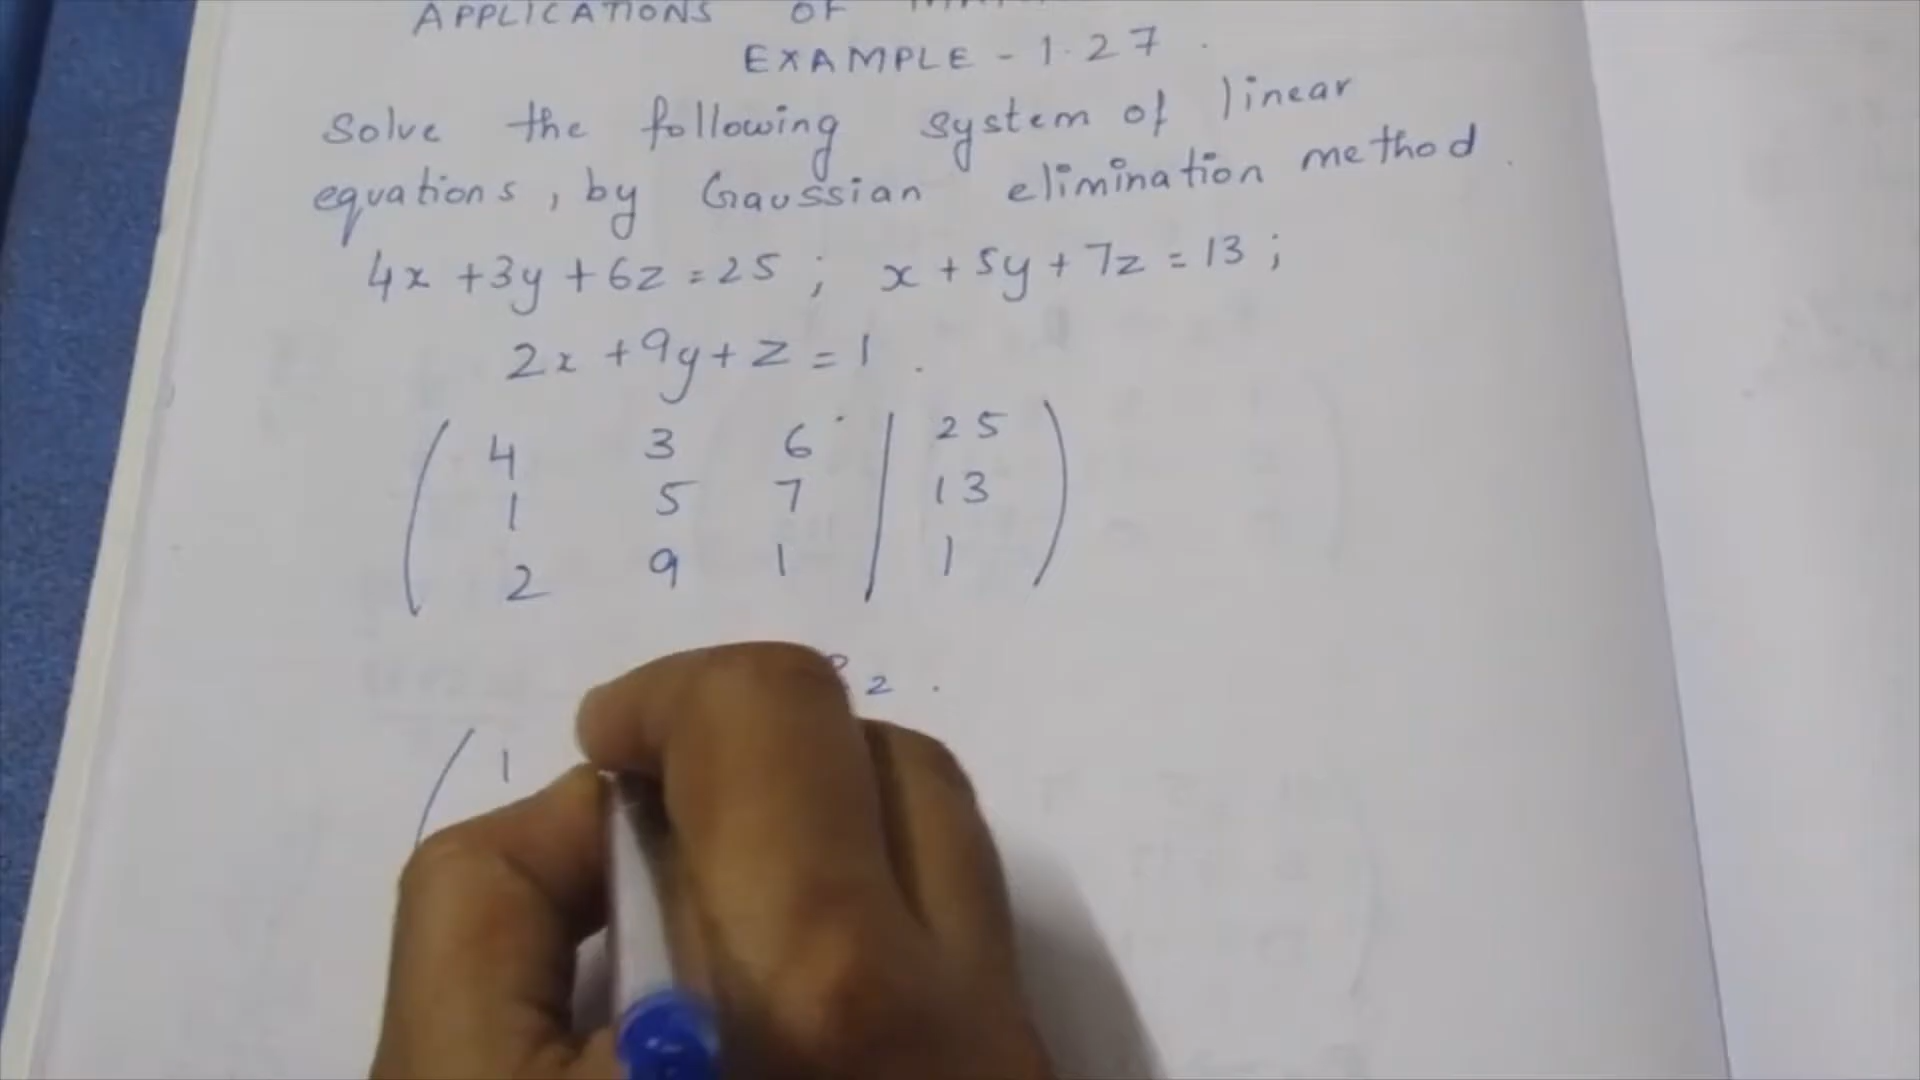 APPLICATIONS OF
EXAMPLE - 1.27.
Solve the following system of linear
equations, by Gaussian elimination method.
4x + 3y + 6z = 25 ; x + 5y + 7z = 13 ;
2x + 9y + z = 1.
4 3 6 | 25
1 5 7 | 13
2 9 1 | 1
2 .
1